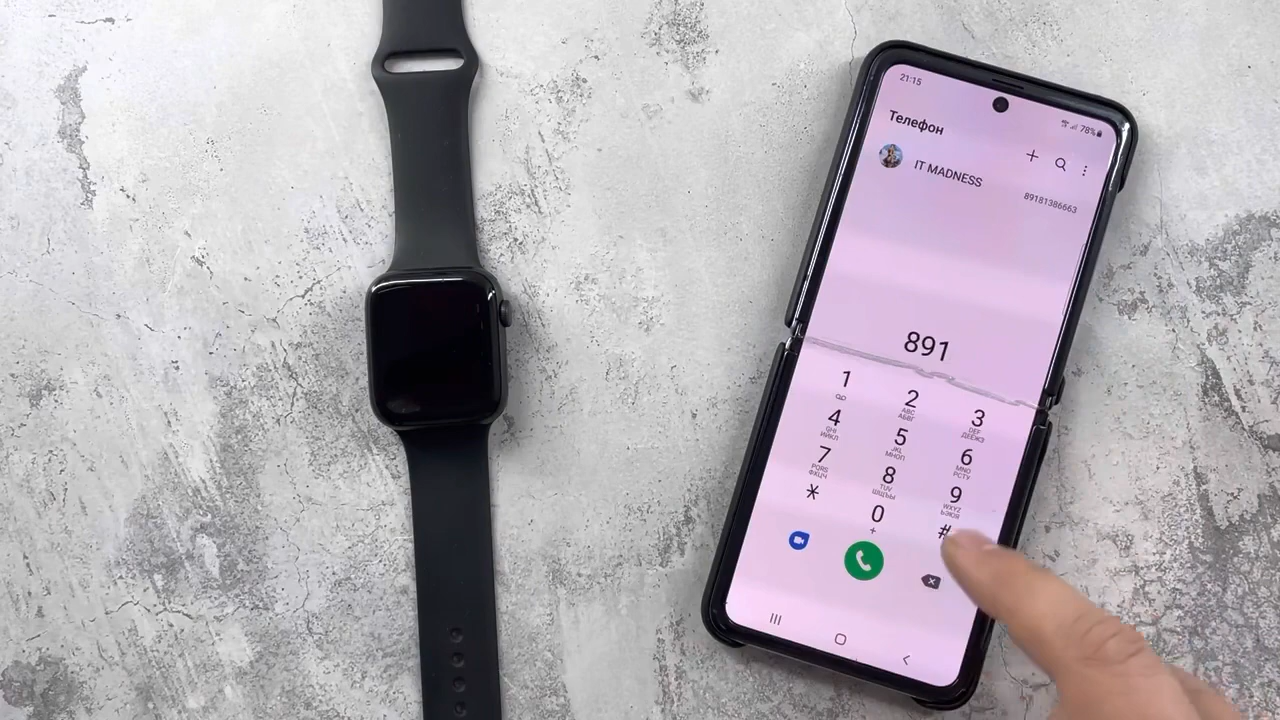 21:15
78%
Телефон
IT MADNESS
89181386663
891
1
2
ABC
АБВГ
3
DEF
ДЕЁЖЗ
4
GHI
ИЙКЛ
5
JKL
МНОП
6
MNO
РСТУ
7
PQRS
ФХЦЧ
8
TUV
ШЩЪЫ
9
WXYZ
ЬЭЮЯ
*
0
+
#